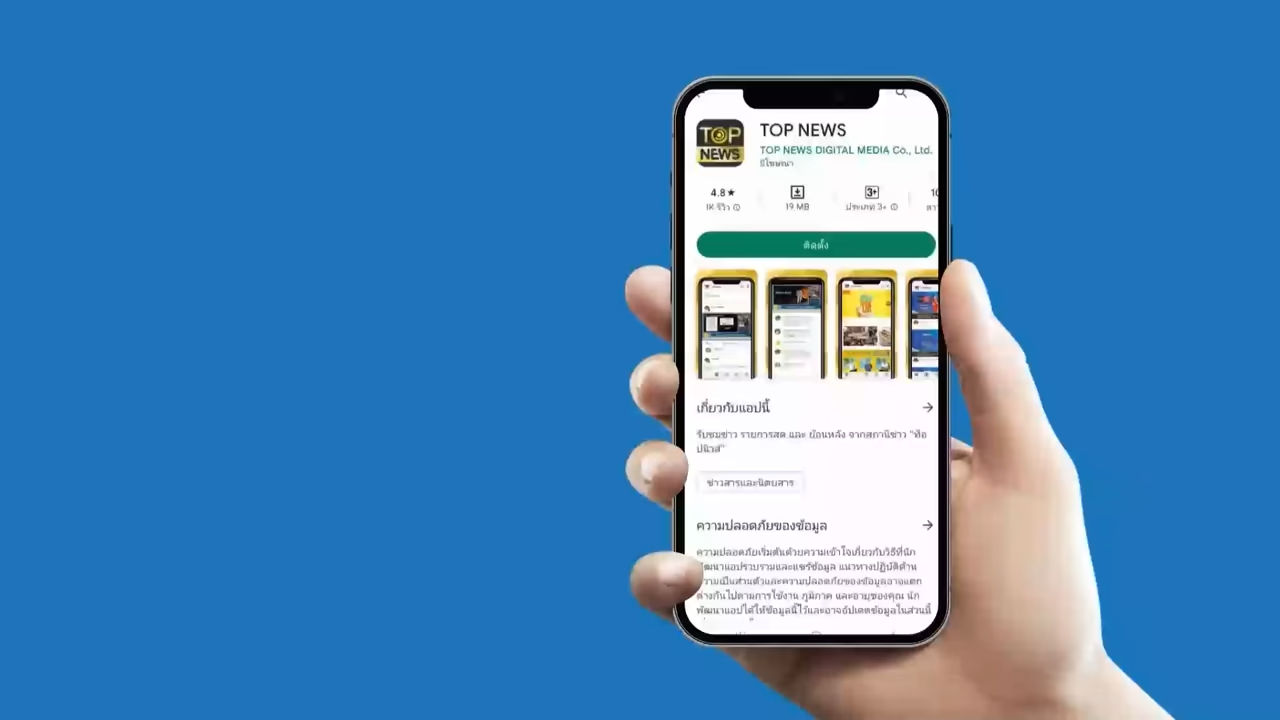 TOP NEWS
TOP
NEWS
TOP NEWS DIGITAL MEDIA Co., Ltd.
มีโฆษณา
4.8★
1K รีวิว
19 MB
3+
ประเภท 3+
ติดตั้ง
เกี่ยวกับแอปนี้
รับชมข่าว รายการสด และ ย้อนหลัง จากสถานีข่าว "ท็อ
ปนิวส์"
ข่าวสารและนิตยสาร
ความปลอดภัยของข้อมูล
ความปลอดภัยเริ่มต้นด้วยความเข้าใจเกี่ยวกับวิธีที่นัก
พัฒนาแอปรวบรวมและแชร์ข้อมูล แนวทางปฏิบัติด้าน
ความเป็นส่วนตัวและความปลอดภัยของข้อมูลอาจแตก
ต่างกันไปตามการใช้งาน ภูมิภาค และอายุของคุณ นัก
พัฒนาแอปได้ให้ข้อมูลนี้ไว้และอาจอัปเดตข้อมูลในส่วนนี้